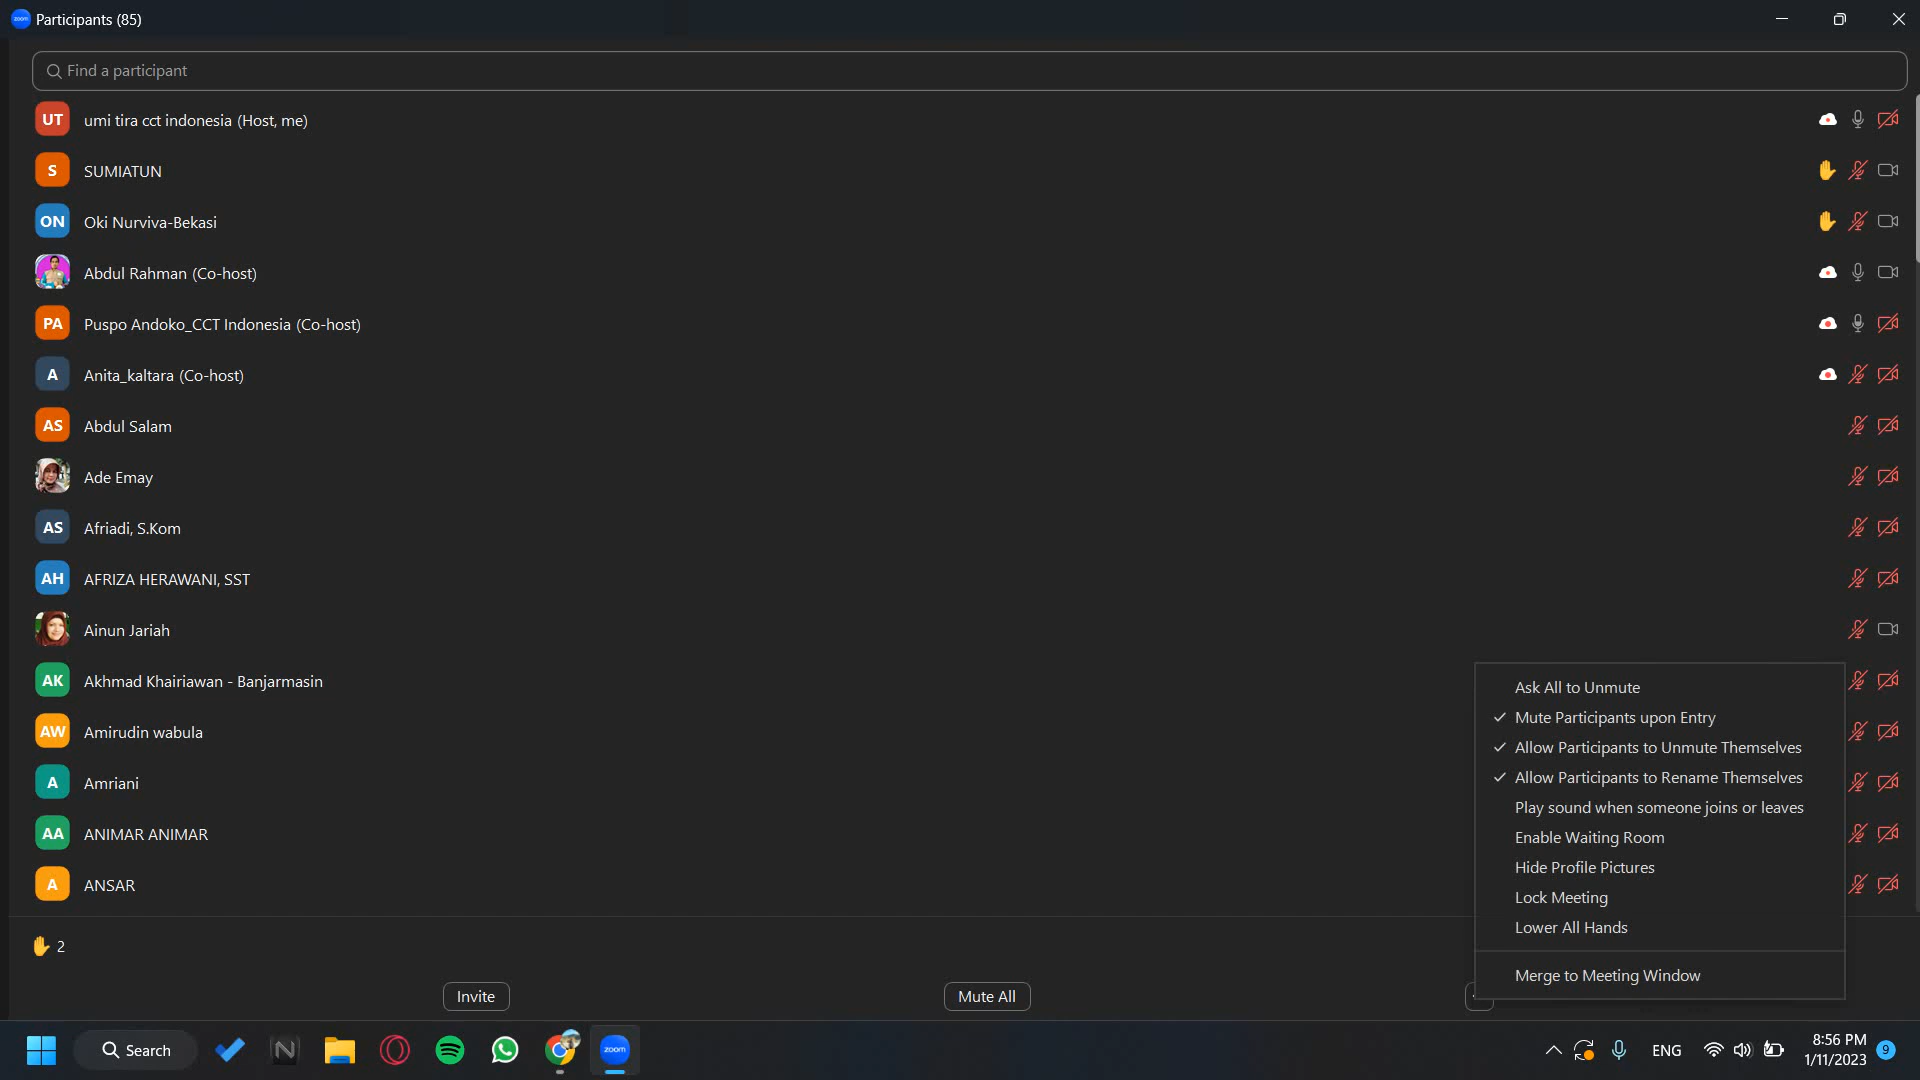 zoom Participants (85)
Find a participant
UT umi tira cct indonesia (Host, me)
S SUMIATUN
ON Oki Nurviva-Bekasi
Abdul Rahman (Co-host)
PA Puspo Andoko_CCT Indonesia (Co-host)
A Anita_kaltara (Co-host)
AS Abdul Salam
Ade Emay
AS Afriadi, S.Kom
AH AFRIZA HERAWANI, SST
Ainun Jariah
AK Akhmad Khairiawan - Banjarmasin
AW Amirudin wabula
A Amriani
AA ANIMAR ANIMAR
A ANSAR
Ask All to Unmute
Mute Participants upon Entry
Allow Participants to Unmute Themselves
Allow Participants to Rename Themselves
Play sound when someone joins or leaves
Enable Waiting Room
Hide Profile Pictures
Lock Meeting
Lower All Hands
Merge to Meeting Window
2
Invite
Mute All
Search
N
zoom
ENG
8:56 PM
1/11/2023
9